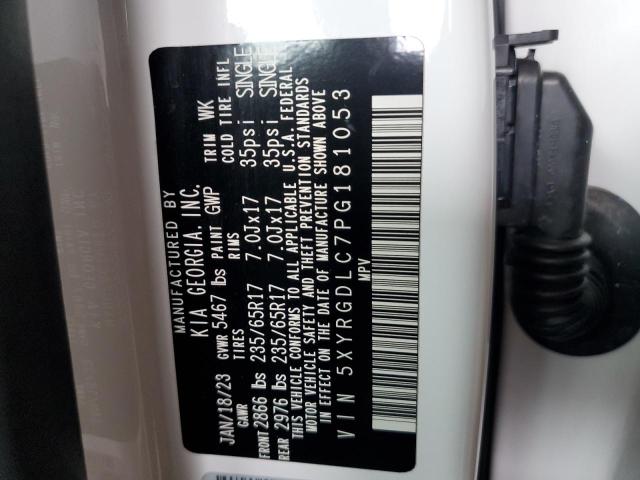 MANUFACTURED BY
KIA GEORGIA, INC.
JAN/18/23 GVWR 5467 lbs PAINT GWP TRIM WK
GAWR TIRES RIMS COLD TIRE INFL
FRONT 2866 lbs 235/65R17 7.0Jx17 35psi SINGLE
REAR 2976 lbs 235/65R17 7.0Jx17 35psi SINGLE
THIS VEHICLE CONFORMS TO ALL APPLICABLE U.S.A. FEDERAL
MOTOR VEHICLE SAFETY AND THEFT PREVENTION STANDARDS
IN EFFECT ON THE DATE OF MANUFACTURE SHOWN ABOVE
VIN 5XYRGDLC7PG181053
MPV